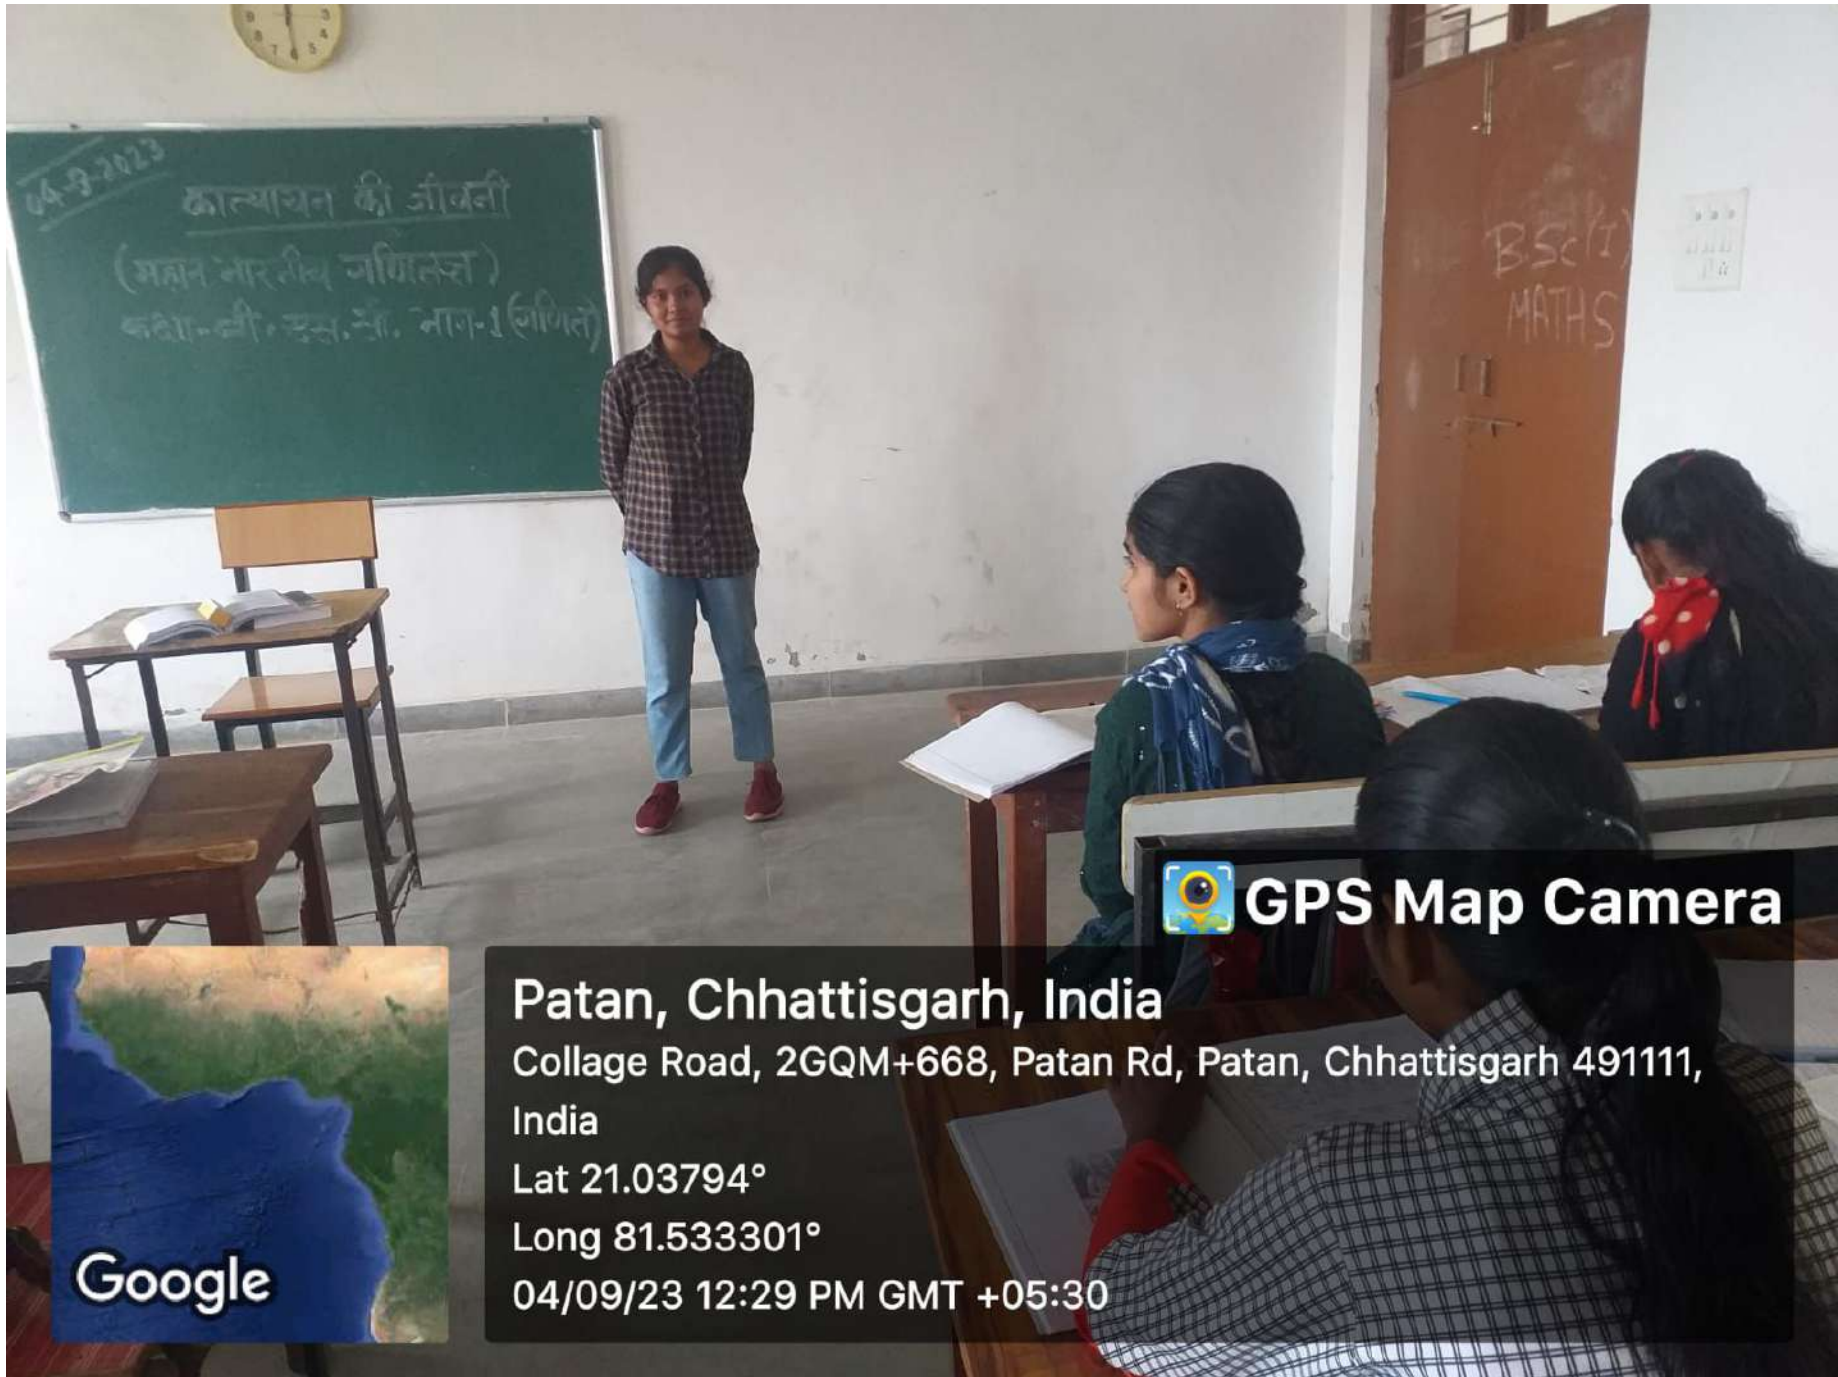 04-9-2023
कात्यायन की जीवनी
(महान भारतीय गणितज्ञ)
कक्षा-बी.एस.सी. भाग-1 (गणित)
B.Sc(I)
MATHS
GPS Map Camera
Patan, Chhattisgarh, India
Collage Road, 2GQM+668, Patan Rd, Patan, Chhattisgarh 491111,
India
Lat 21.03794°
Long 81.533301°
04/09/23 12:29 PM GMT +05:30
Google